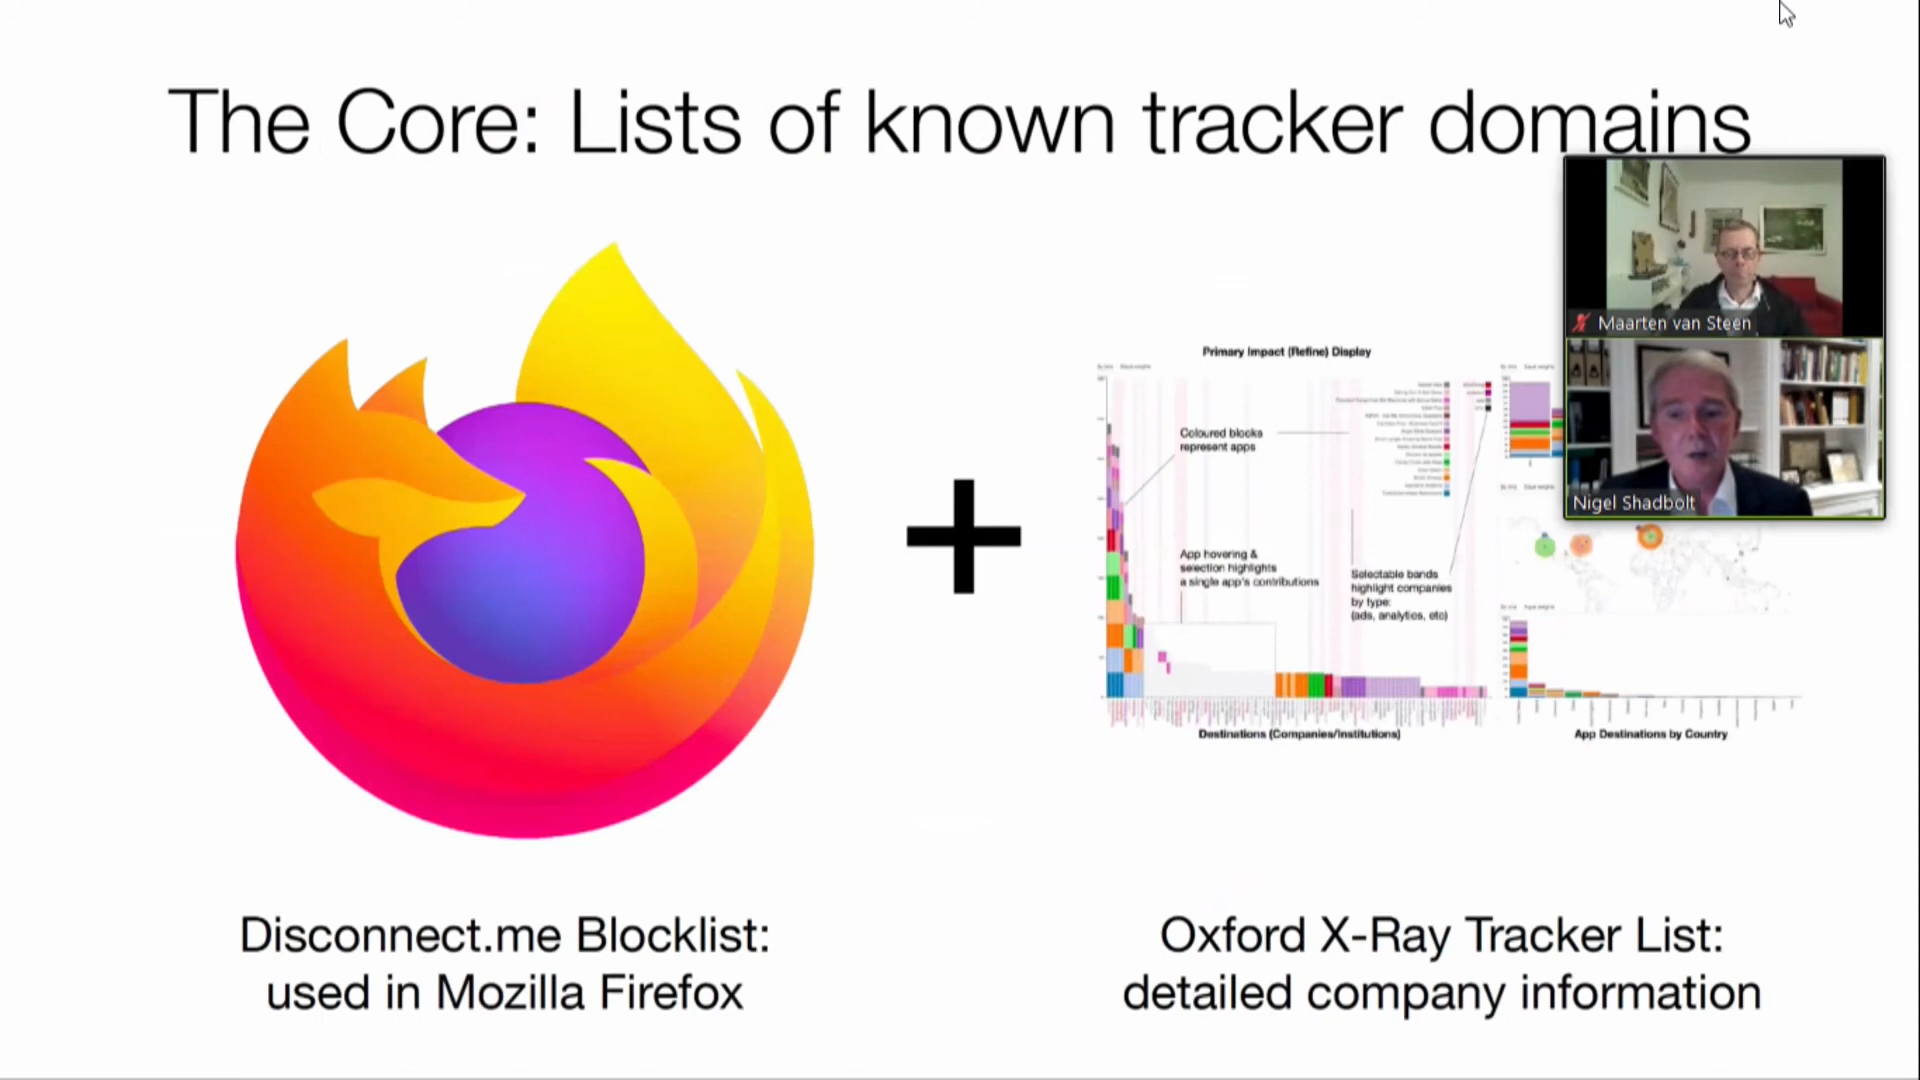 The Core: Lists of known tracker domains
Maarten van Steen
Nigel Shadbolt
Primary Impact (Refine) Display
Coloured blocks
represent apps
App hovering &
selection highlights
a single app's contributions
Selectable bands
highlight companies
by type:
(ads, analytics, etc)
Destinations (Companies/Institutions)
App Destinations by Country
Disconnect.me Blocklist:
used in Mozilla Firefox
Oxford X-Ray Tracker List:
detailed company information